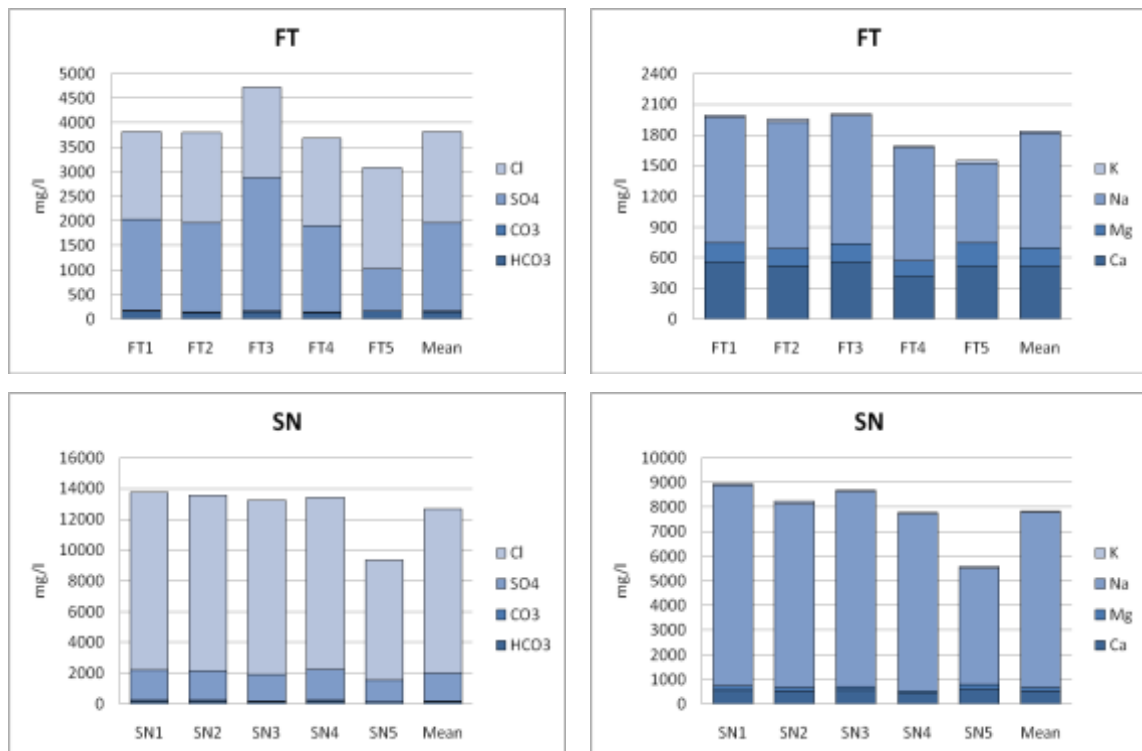 FT
5000
4500
4000
3500
3000
2500
2000
1500
1000
500
0
mg/l
FT1 FT2 FT3 FT4 FT5 Mean
Cl
SO4
CO3
HCO3
FT
2400
2100
1800
1500
1200
900
600
300
0
mg/l
FT1 FT2 FT3 FT4 FT5 Mean
K
Na
Mg
Ca
SN
16000
14000
12000
10000
8000
6000
4000
2000
0
mg/l
SN1 SN2 SN3 SN4 SN5 Mean
Cl
SO4
CO3
HCO3
SN
10000
9000
8000
7000
6000
5000
4000
3000
2000
1000
0
mg/l
SN1 SN2 SN3 SN4 SN5 Mean
K
Na
Mg
Ca